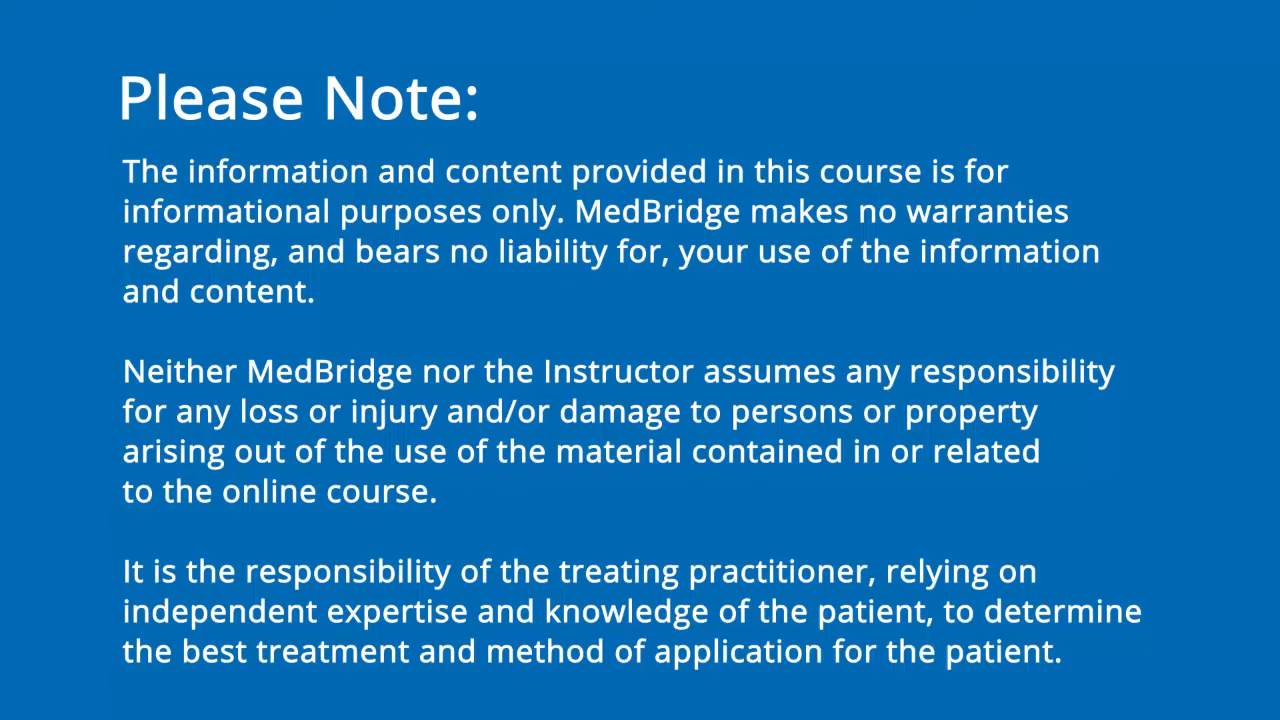 Please Note:
The information and content provided in this course is for
informational purposes only. MedBridge makes no warranties
regarding, and bears no liability for, your use of the information
and content.
Neither MedBridge nor the Instructor assumes any responsibility
for any loss or injury and/or damage to persons or property
arising out of the use of the material contained in or related
to the online course.
It is the responsibility of the treating practitioner, relying on
independent expertise and knowledge of the patient, to determine
the best treatment and method of application for the patient.